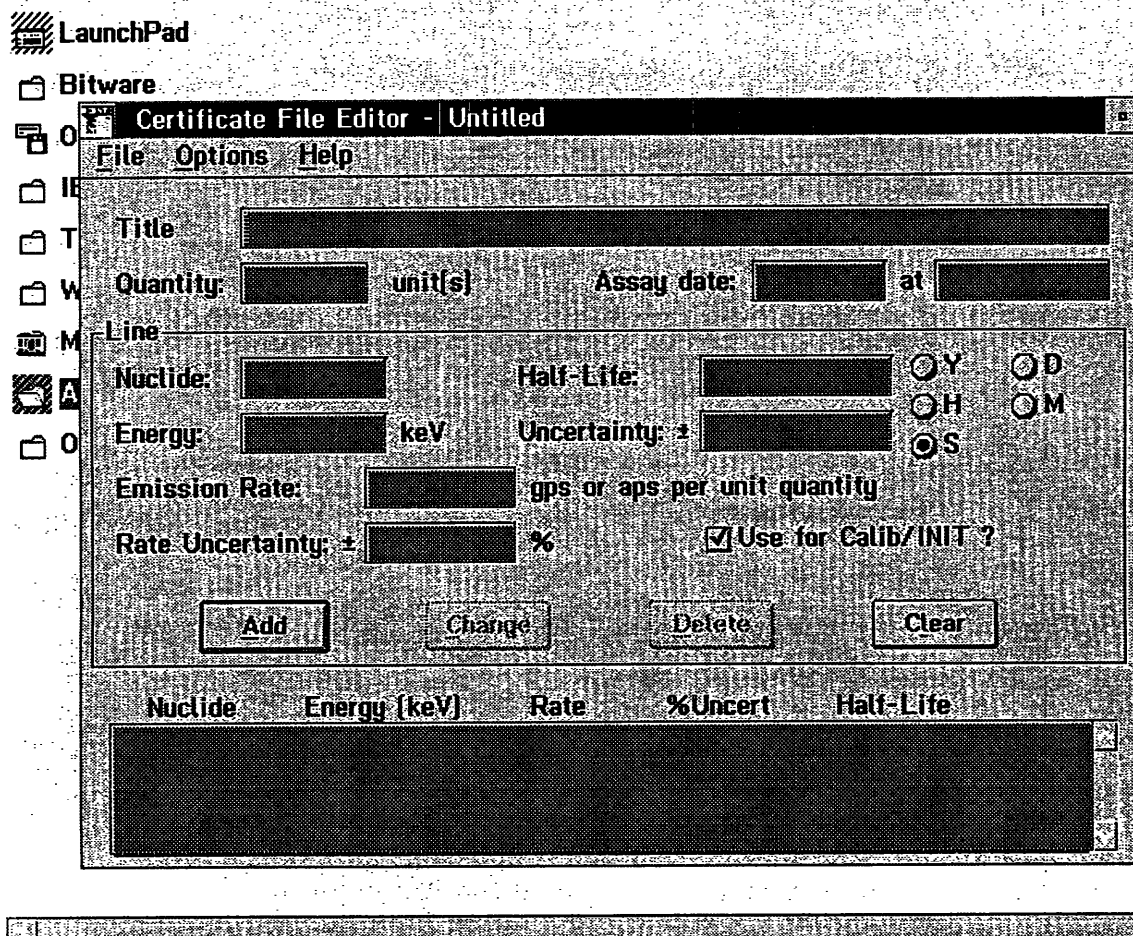 LaunchPad
Bitware
Certificate File Editor - Untitled
O
File Options Help
IE
Title
T
Quantity: unit(s) Assay date: at
W
Line
M
Nuclide: Half-Life: Y D
A
H M
Energy: keV Uncertainty: ±
O
S
Emission Rate: gps or aps per unit quantity
Rate Uncertainty: ± % Use for Calib/INIT ?
Add Change Delete Clear
Nuclide Energy (keV) Rate %Uncert Half-Life